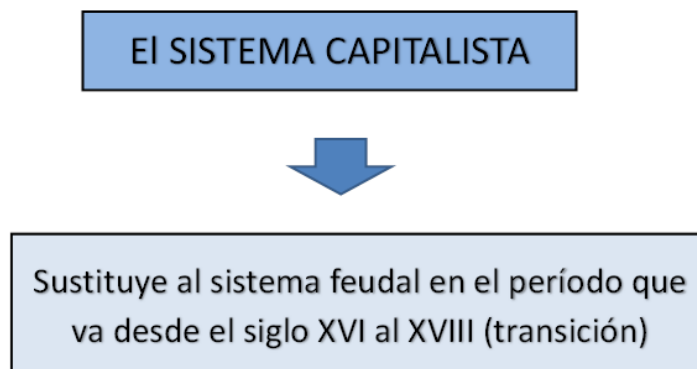 El SISTEMA CAPITALISTA
Sustituye al sistema feudal en el período que
va desde el siglo XVI al XVIII (transición)